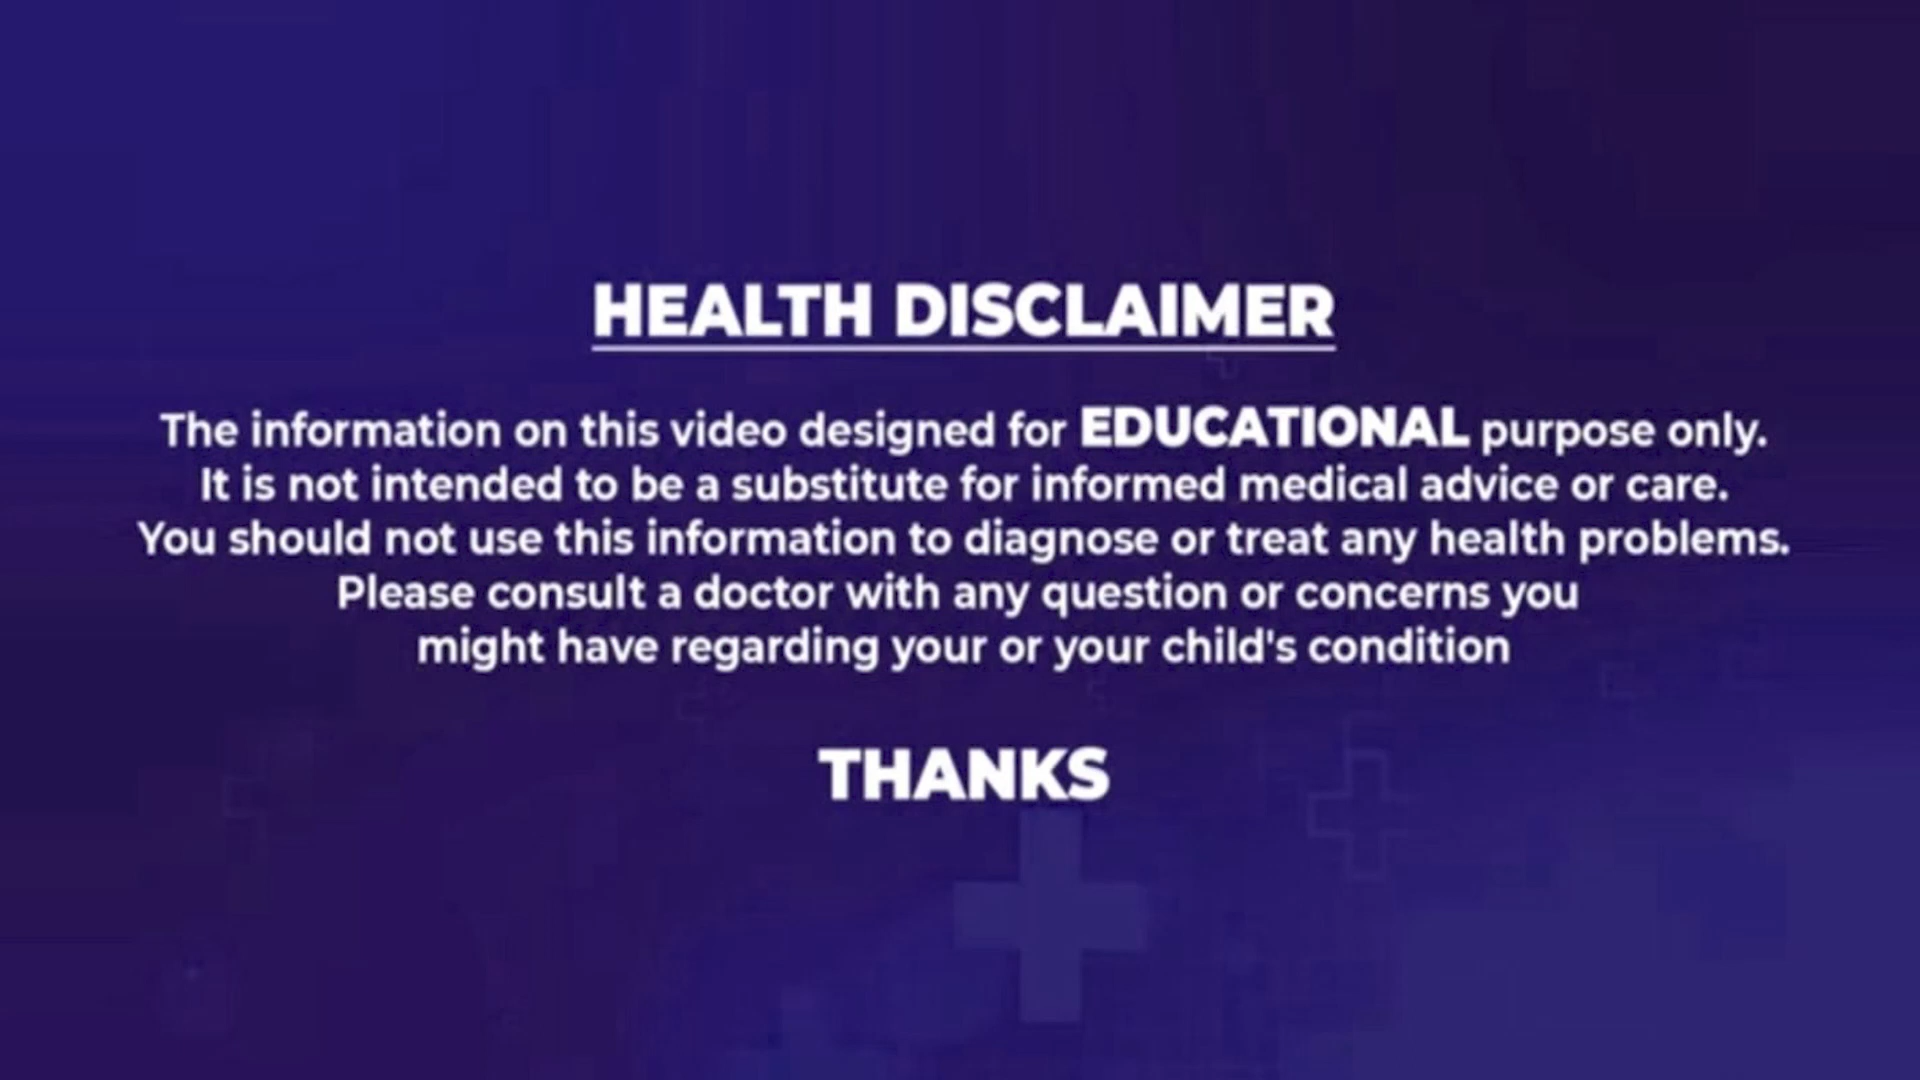 HEALTH DISCLAIMER
The information on this video designed for EDUCATIONAL purpose only.
It is not intended to be a substitute for informed medical advice or care.
You should not use this information to diagnose or treat any health problems.
Please consult a doctor with any question or concerns you
might have regarding your or your child's condition
THANKS